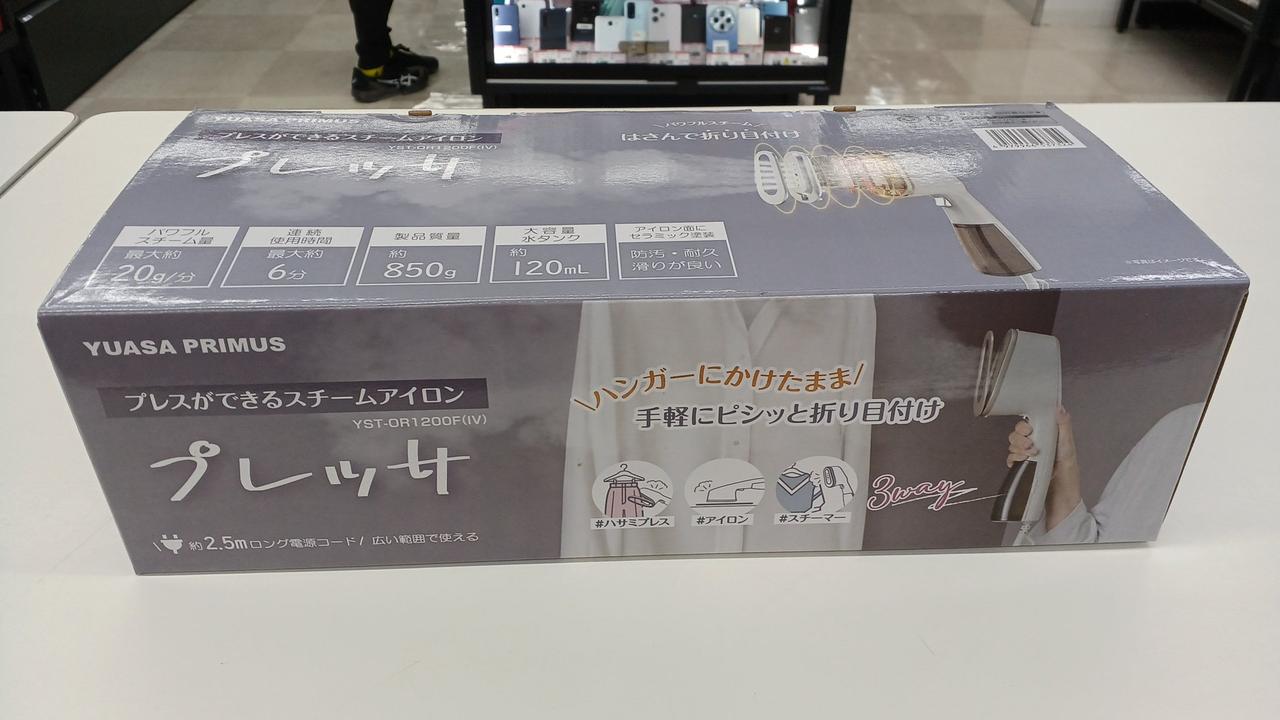 YUASA PRIMUS
プレスができるスチームアイロン
YST-OR1200F(IV)
プレッサ
パワフルスチーム
はさんで折り目付け
パワフル
スチーム量
最大約
20g/分
連続
使用時間
最大約
6分
製品質量
約
850g
大容量
水タンク
約
120mL
アイロン面に
セラミック塗装
防汚・耐久
滑りが良い
※写真はイメージです。
YUASA PRIMUS
プレスができるスチームアイロン
YST-OR1200F(IV)
プレッサ
約2.5mロング電源コード/広い範囲で使える
\ハンガーにかけたまま/
手軽にピシッと折り目付け
#ハサミプレス
#アイロン
#スチーマー
3way